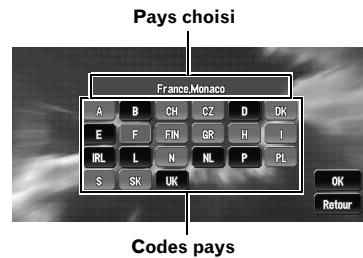 Pays choisi
France,Monaco
A B CH CZ D DK
E F FIN GR H I
IRL L N NL P PL
S SK UK
OK
Retour
Codes pays